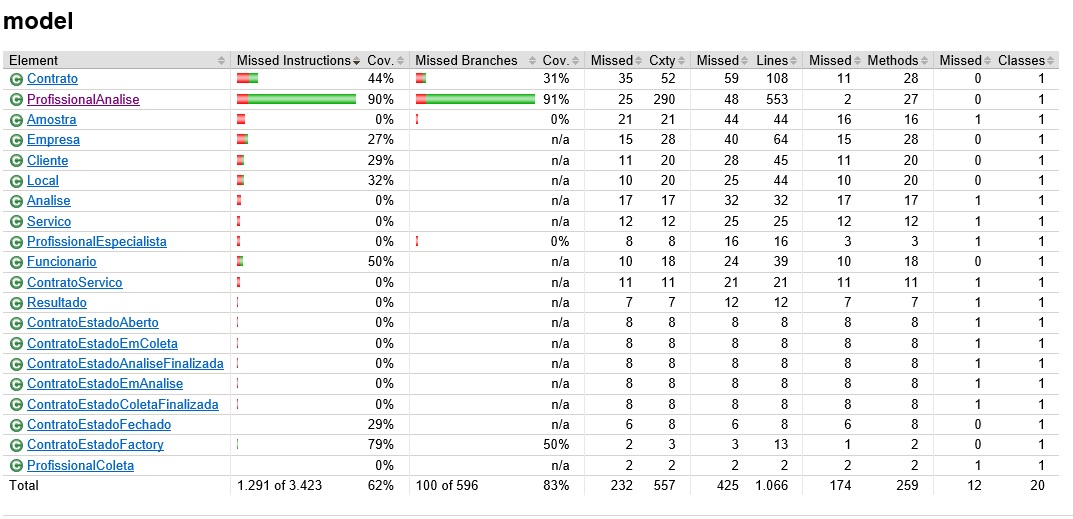 model
Element Missed Instructions Cov. Missed Branches Cov. Missed Cxty Missed Lines Missed Methods Missed Classes
Contrato 44% 31% 35 52 59 108 11 28 0 1
ProfissionalAnalise 90% 91% 25 290 48 553 2 27 0 1
Amostra 0% 0% 21 21 44 44 16 16 1 1
Empresa 27% n/a 15 28 40 64 15 28 0 1
Cliente 29% n/a 11 20 28 45 11 20 0 1
Local 32% n/a 10 20 25 44 10 20 0 1
Analise 0% n/a 17 17 32 32 17 17 1 1
Servico 0% n/a 12 12 25 25 12 12 1 1
ProfissionalEspecialista 0% 0% 8 8 16 16 3 3 1 1
Funcionario 50% n/a 10 18 24 39 10 18 0 1
ContratoServico 0% n/a 11 11 21 21 11 11 1 1
Resultado 0% n/a 7 7 12 12 7 7 1 1
ContratoEstadoAberto 0% n/a 8 8 8 8 8 8 1 1
ContratoEstadoEmColeta 0% n/a 8 8 8 8 8 8 1 1
ContratoEstadoAnaliseFinalizada 0% n/a 8 8 8 8 8 8 1 1
ContratoEstadoEmAnalise 0% n/a 8 8 8 8 8 8 1 1
ContratoEstadoColetaFinalizada 0% n/a 8 8 8 8 8 8 1 1
ContratoEstadoFechado 29% n/a 6 8 6 8 6 8 0 1
ContratoEstadoFactory 79% 50% 2 3 3 13 1 2 0 1
ProfissionalColeta 0% n/a 2 2 2 2 2 2 1 1
Total 1.291 of 3.423 62% 100 of 596 83% 232 557 425 1.066 174 259 12 20